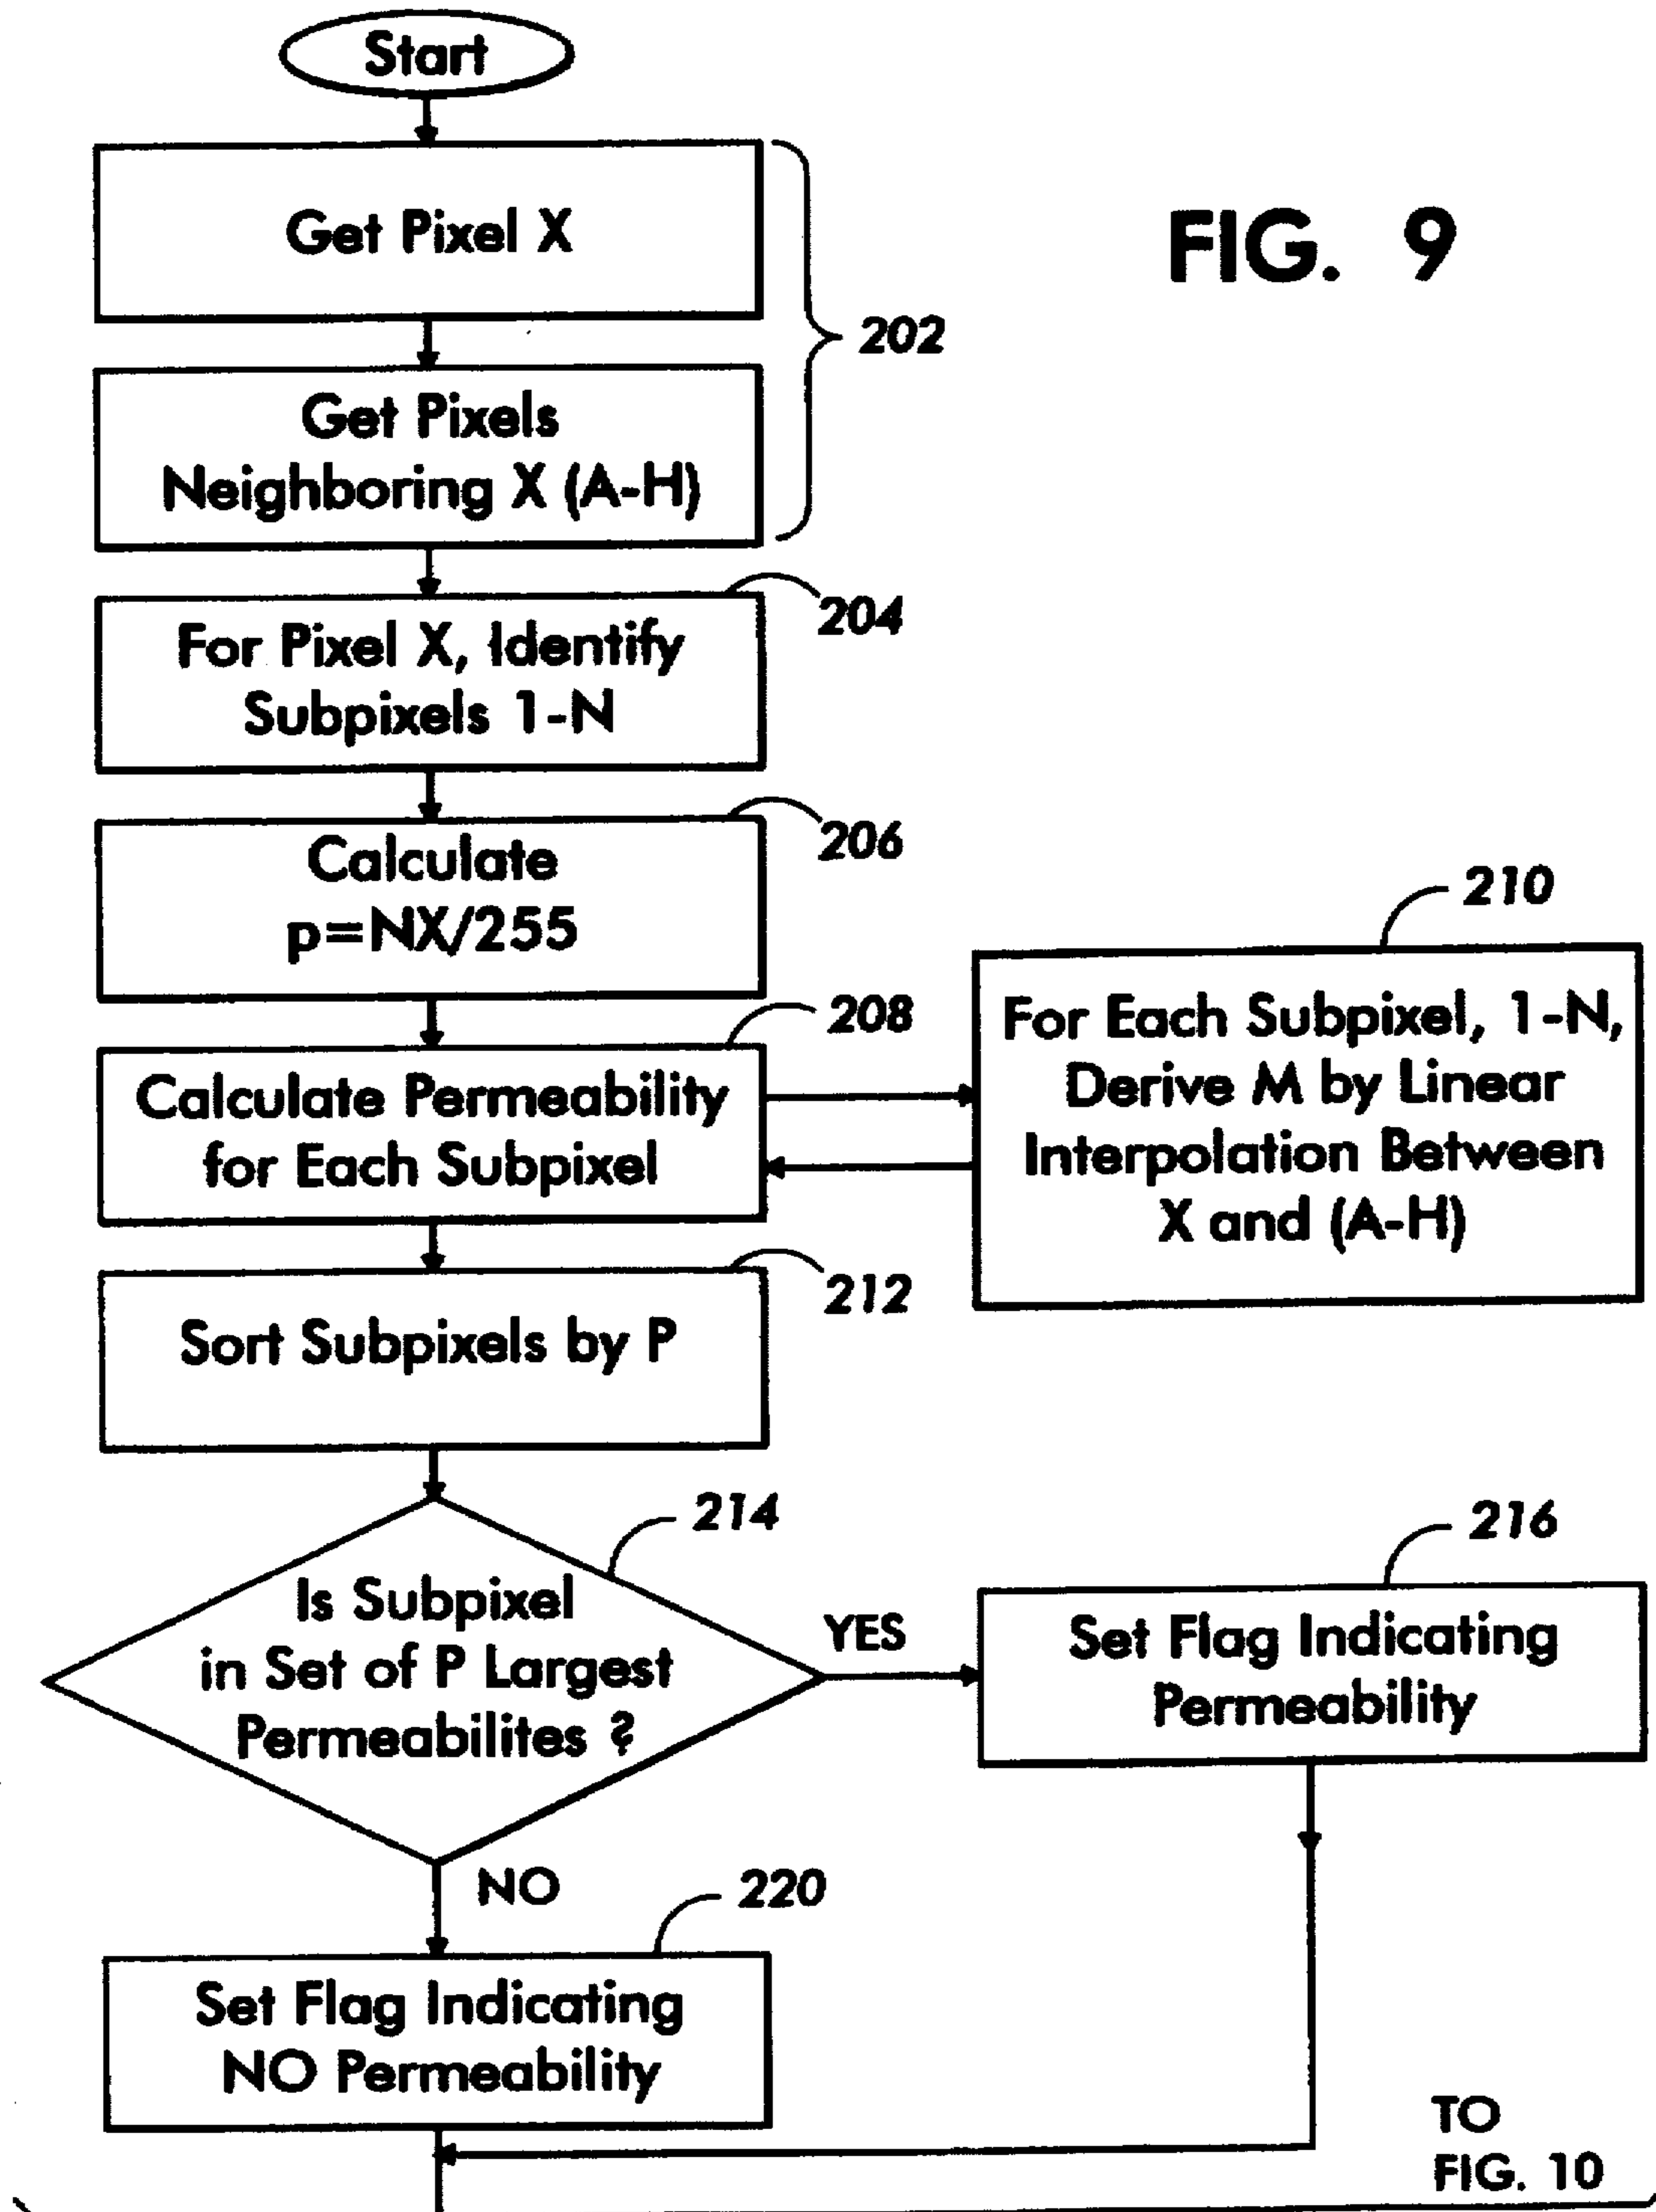 Start
FIG. 9
Get Pixel X
202
Get Pixels
Neighboring X (A-H)
204
For Pixel X, Identify
Subpixels 1-N
206
Calculate
p=NX/255
210
208
For Each Subpixel, 1-N,
Derive M by Linear
Interpolation Between
X and (A-H)
Calculate Permeability
for Each Subpixel
212
Sort Subpixels by P
214
Is Subpixel
in Set of P Largest
Permeabilites ?
YES
216
Set Flag Indicating
Permeability
NO
220
Set Flag Indicating
NO Permeability
TO
FIG. 10